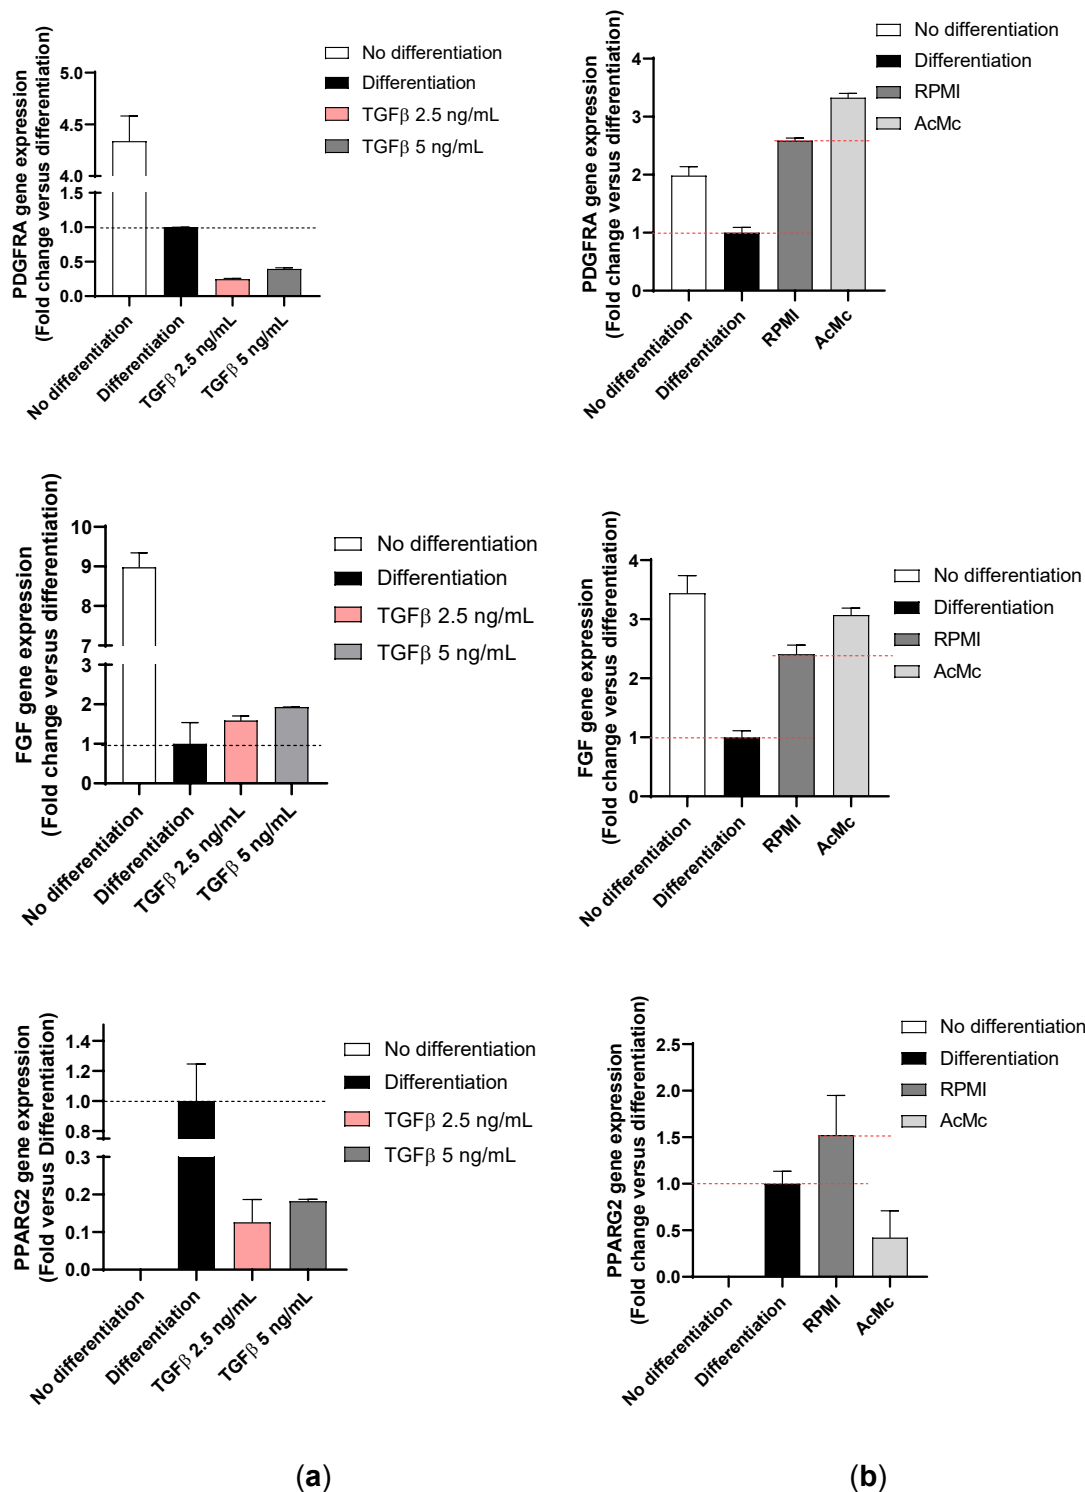 PDGFRA gene expression
(Fold change versus differentiation)
5.0
4.5
4.0
1.5
1.0
0.5
0.0
No differentiation
Differentiation
TGFβ 2.5 ng/mL
TGFβ 5 ng/mL
No differentiation
Differentiation
TGFβ 2.5 ng/mL
TGFβ 5 ng/mL
PDGFRA gene expression
(Fold change versus differentiation)
4
3
2
1
0
No differentiation
Differentiation
RPMI
AcMc
No differentiation
Differentiation
RPMI
AcMc
FGF gene expression
(Fold change versus differentiation)
10
9
8
7
4
3
2
1
0
No differentiation
Differentiation
TGFβ 2.5 ng/mL
TGFβ 5 ng/mL
No differentiation
Differentiation
TGFβ 2.5 ng/mL
TGFβ 5 ng/mL
FGF gene expression
(Fold change versus differentiation)
4
3
2
1
0
No differentiation
Differentiation
RPMI
AcMc
No differentiation
Differentiation
RPMI
AcMc
PPARG2 gene expression
(Fold versus Differentiation)
1.4
1.2
1.0
0.8
0.3
0.2
0.1
0.0
No differentiation
Differentiation
TGFβ 2.5 ng/mL
TGFβ 5 ng/mL
No differentiation
Differentiation
TGFβ 2.5 ng/mL
TGFβ 5 ng/mL
PPARG2 gene expression
(Fold change versus differentiation)
2.5
2.0
1.5
1.0
0.5
0.0
No differentiation
Differentiation
RPMI
AcMc
No differentiation
Differentiation
RPMI
AcMc
(a)
(b)